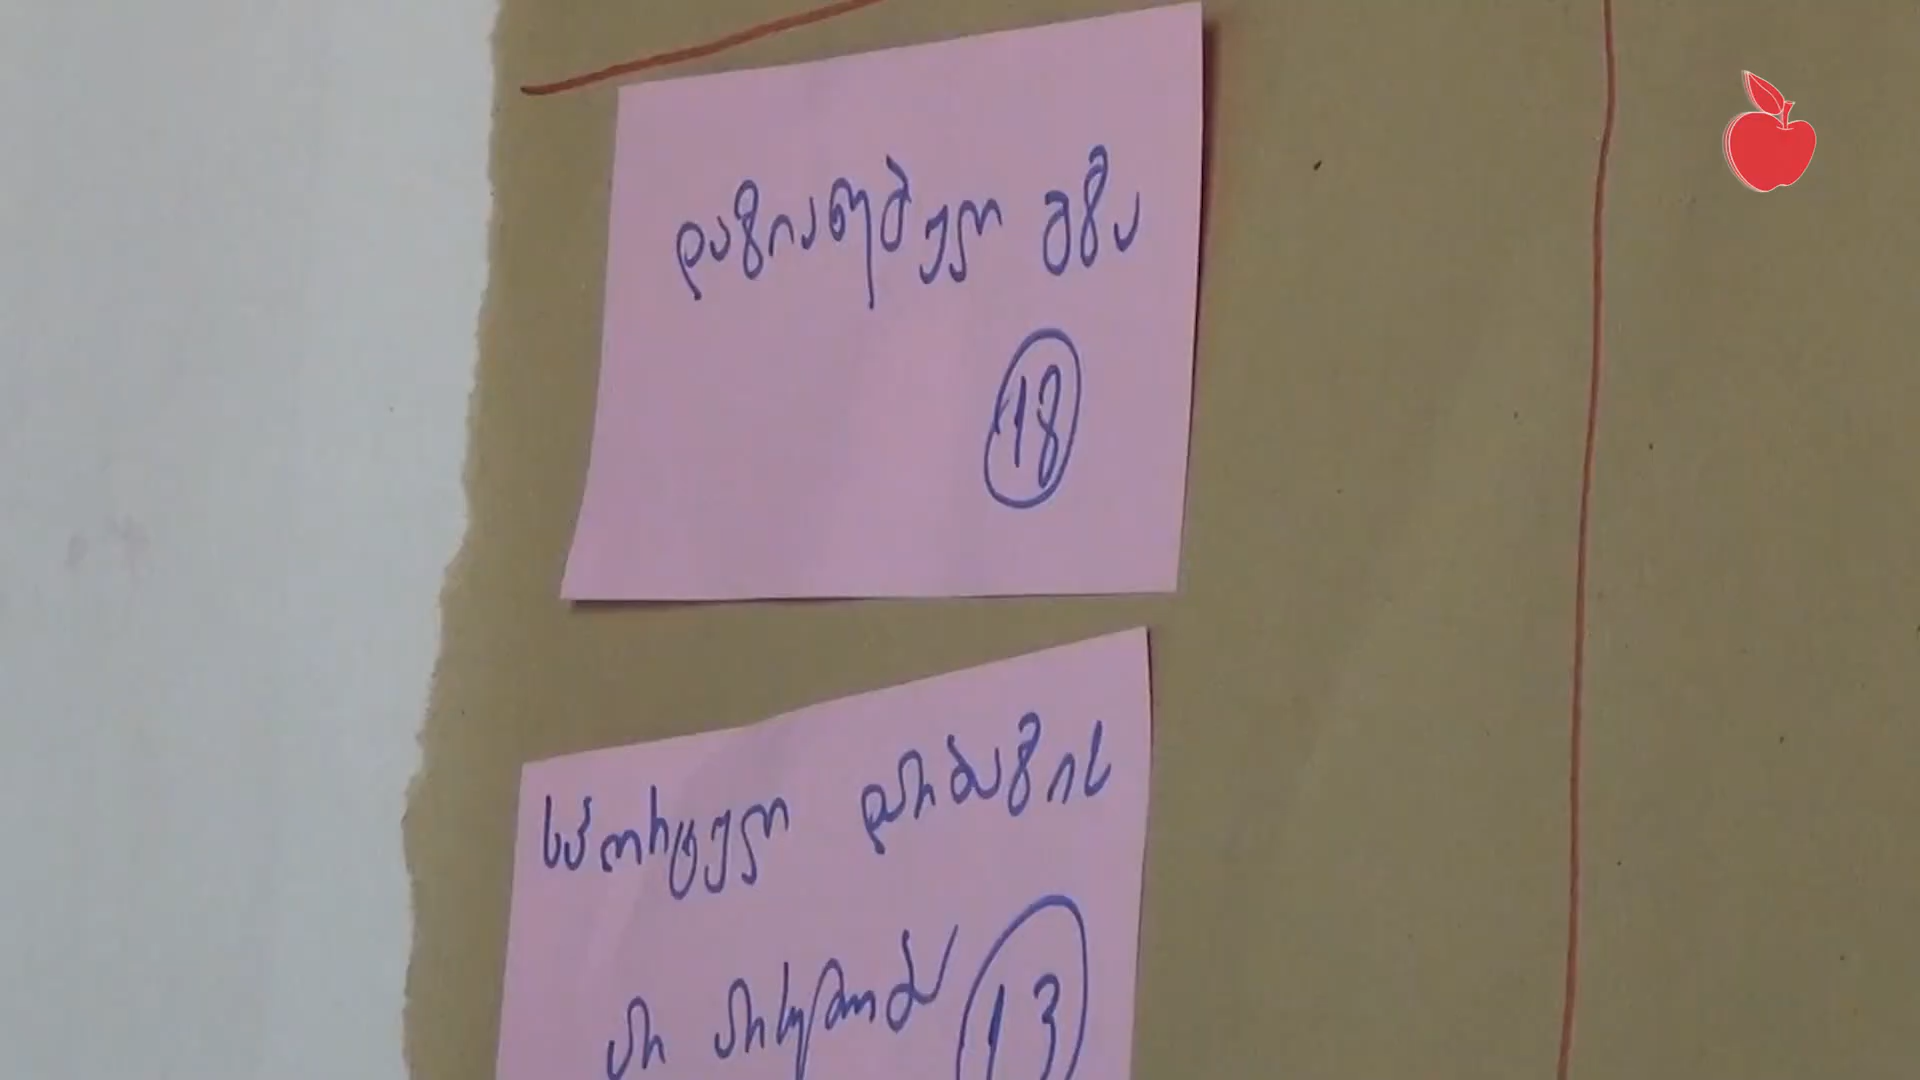 დაზიანებული გზა
18
სპორტული დარბაზის
არ არსებობა
13